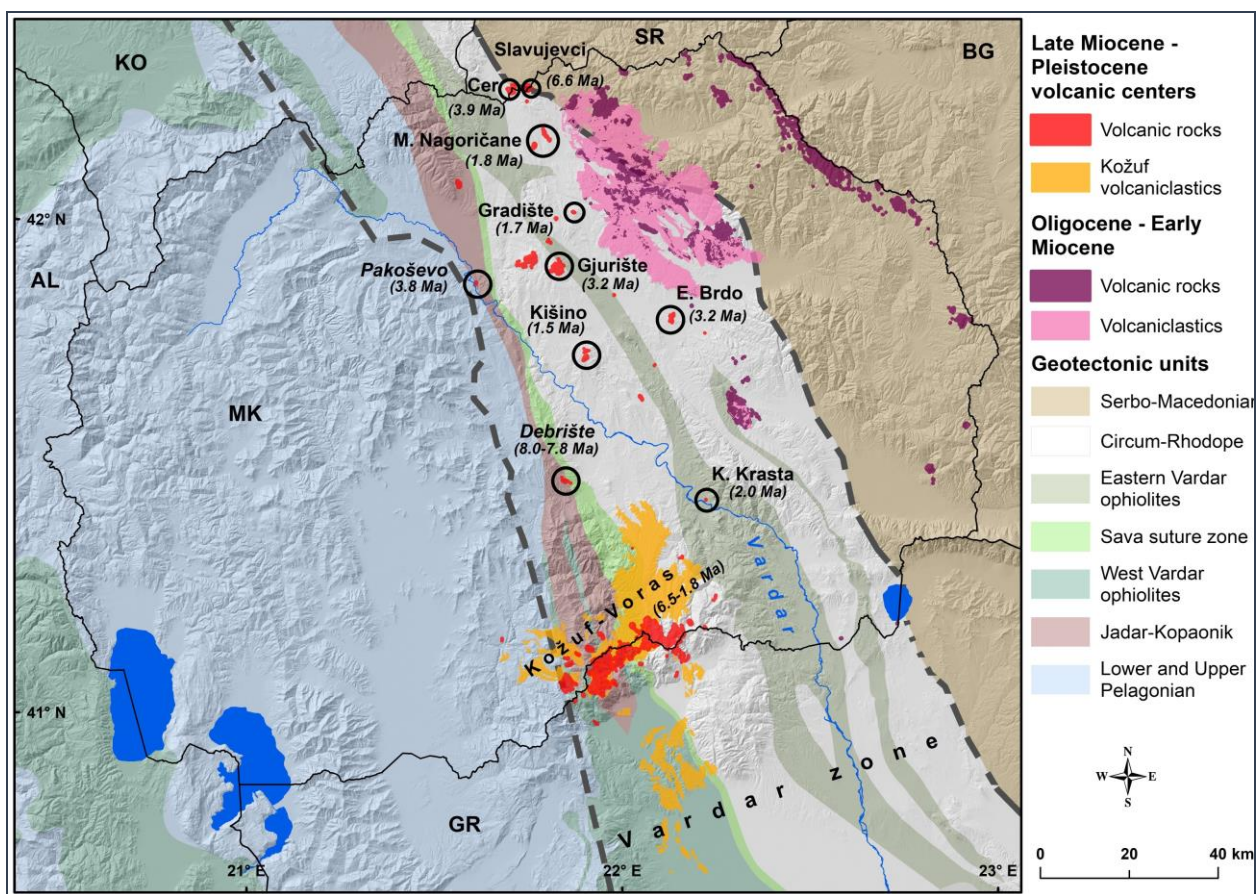 KO
SR
BG
Slavujevci
(6.6 Ma)
Cer
(3.9 Ma)
M. Nagoričane
(1.8 Ma)
42° N
Gradište
(1.7 Ma)
AL
Pakoševo
(3.8 Ma)
Gjurište
(3.2 Ma)
E. Brdo
(3.2 Ma)
Kišino
(1.5 Ma)
MK
Debrište
(8.0-7.8 Ma)
K. Krasta
(2.0 Ma)
Vardar
Kožuf-Voras
(6.5-1.8 Ma)
41° N
Vardar zone
GR
21° E
22° E
23° E
Late Miocene -
Pleistocene
volcanic centers
Volcanic rocks
Kožuf
volcaniclastics
Oligocene - Early
Miocene
Volcanic rocks
Volcaniclastics
Geotectonic units
Serbo-Macedonian
Circum-Rhodope
Eastern Vardar
ophiolites
Sava suture zone
West Vardar
ophiolites
Jadar-Kopaonik
Lower and Upper
Pelagonian
N
W E
S
0 20 40 km